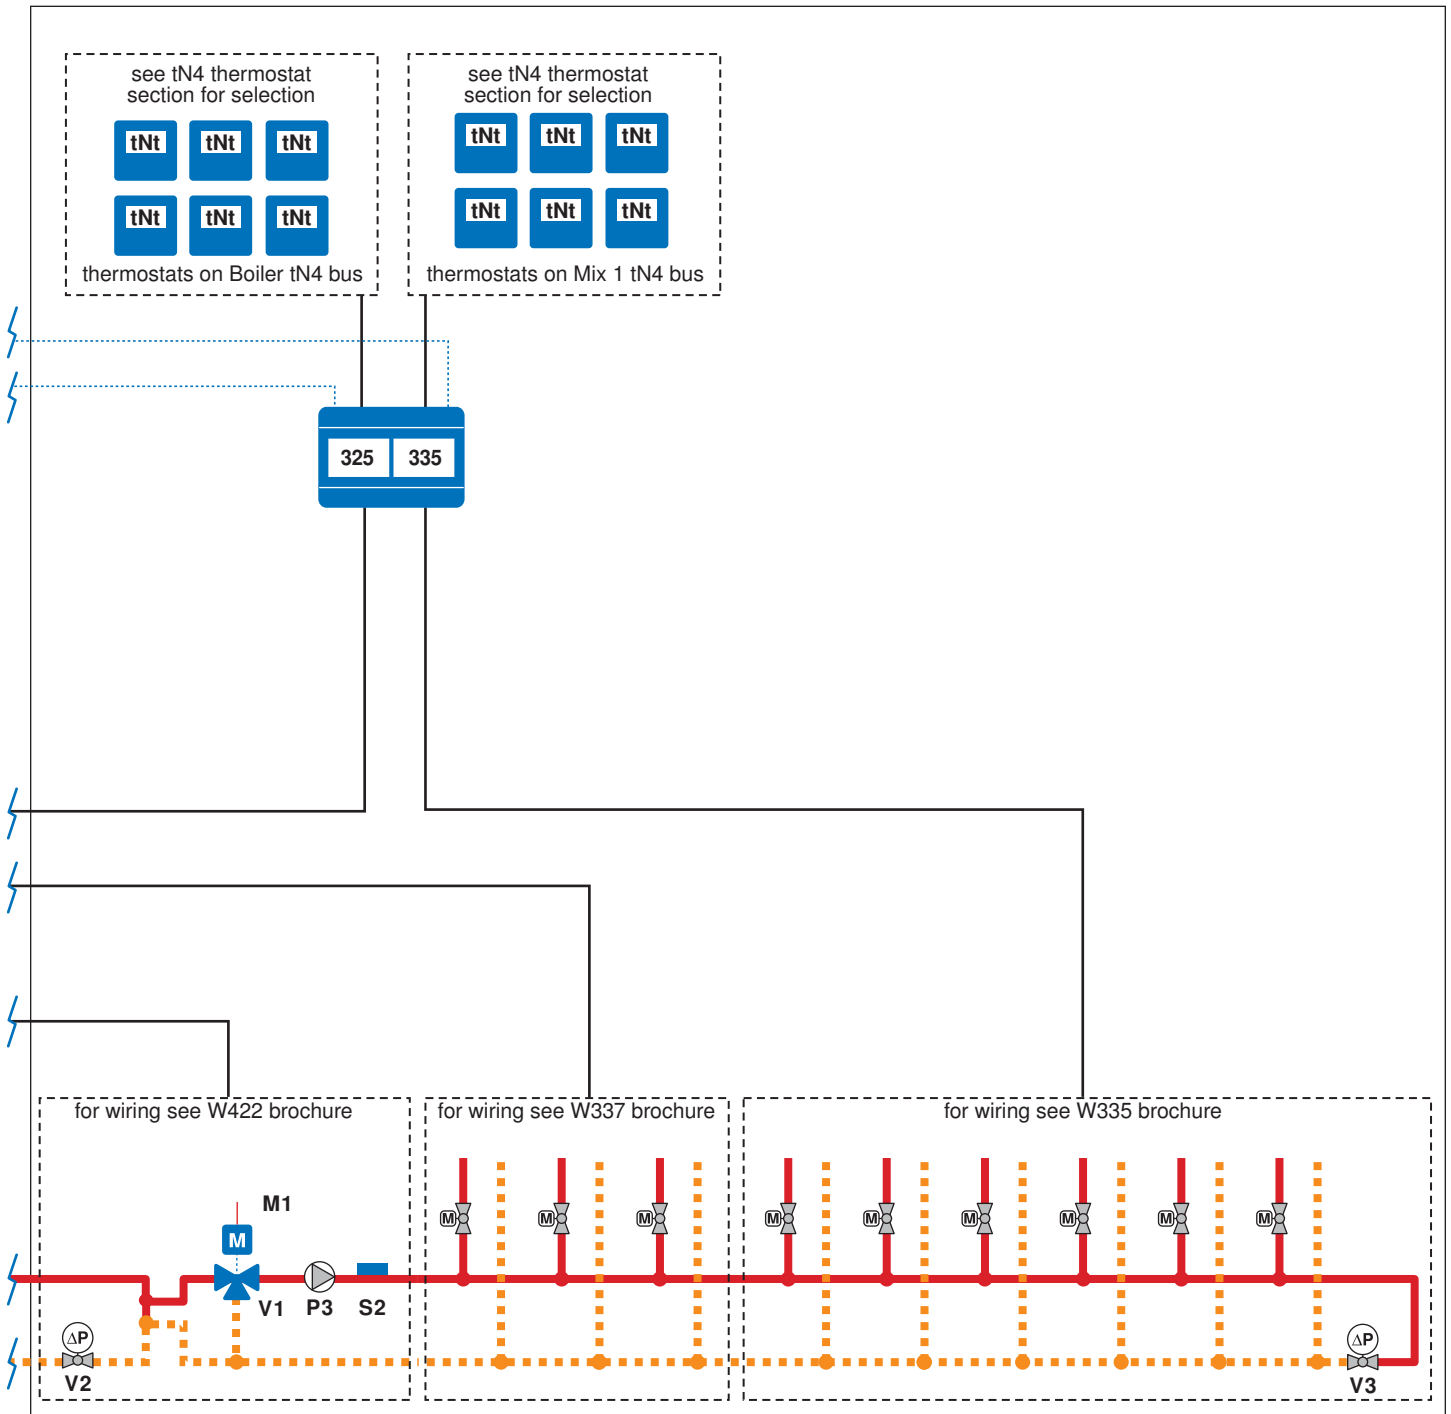 see tN4 thermostat
section for selection
tNt tNt tNt
tNt tNt tNt
thermostats on Boiler tN4 bus
see tN4 thermostat
section for selection
tNt tNt tNt
tNt tNt tNt
thermostats on Mix 1 tN4 bus
325 335
for wiring see W422 brochure
M1
M
V1 P3 S2
ΔP
V2
for wiring see W337 brochure
M M M
for wiring see W335 brochure
M M M M M M
ΔP
V3